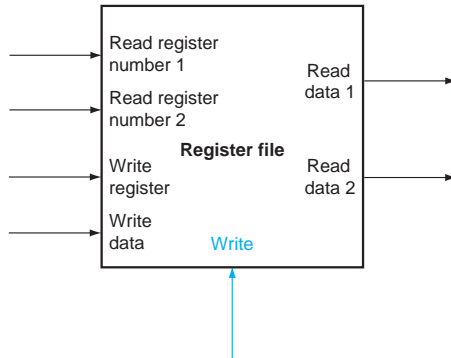 Read register
number 1
Read register
number 2
Register file
Write
register
Write
data
Write
Read
data 1
Read
data 2